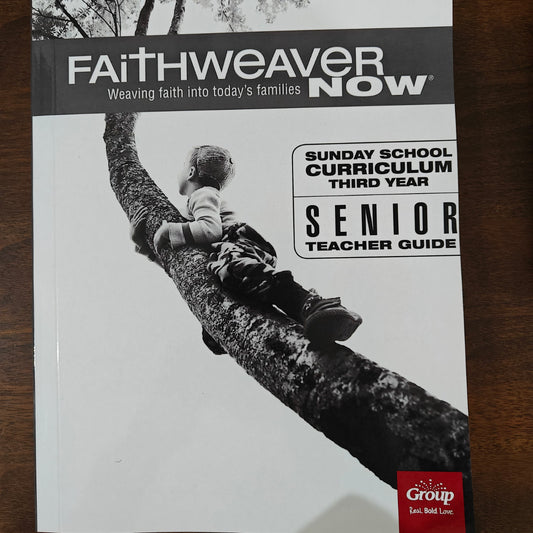 FAiTHWEAVER
Weaving faith into today's families NOW®
SUNDAY SCHOOL
CURRICULUM
THIRD YEAR
SENIOR
TEACHER GUIDE
Group
Real. Bold. Love.